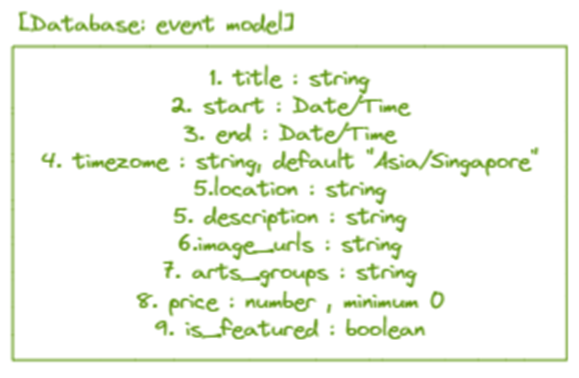 [Database: event model]
1. title : string
2. start : Date/Time
3. end : Date/Time
4. timezome : string, default "Asia/Singapore"
5.location : string
5. description : string
6.image_urls : string
7. arts_groups : string
8. price : number , minimum 0
9. is_featured : boolean